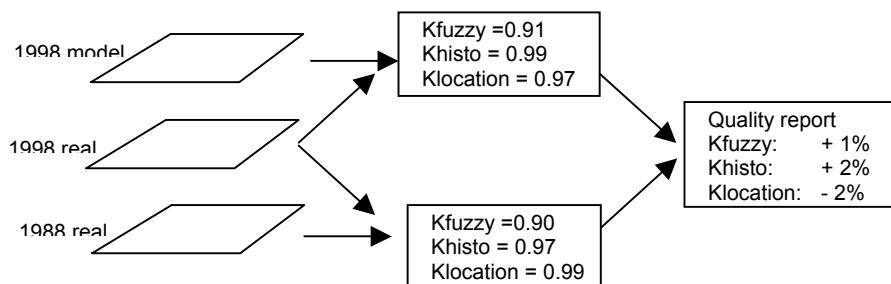 1998 model
1998 real
1988 real
Kfuzzy =0.91
Khisto = 0.99
Klocation = 0.97
Kfuzzy=0.90
Khisto = 0.97
Klocation = 0.99
Quality report
Kfuzzy: + 1%
Khisto: + 2%
Klocation: - 2%